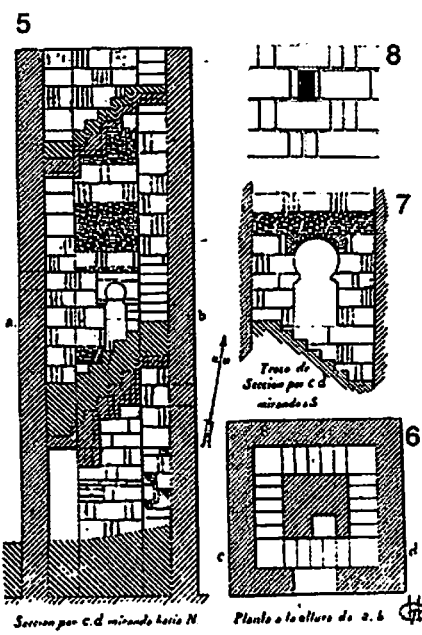 5
8
7
a.
b
Trozo de
Seccion por c.d
mirando a S
6
c
d
Seccion por c.d mirando hacia N.
Planta a la altura de a.b